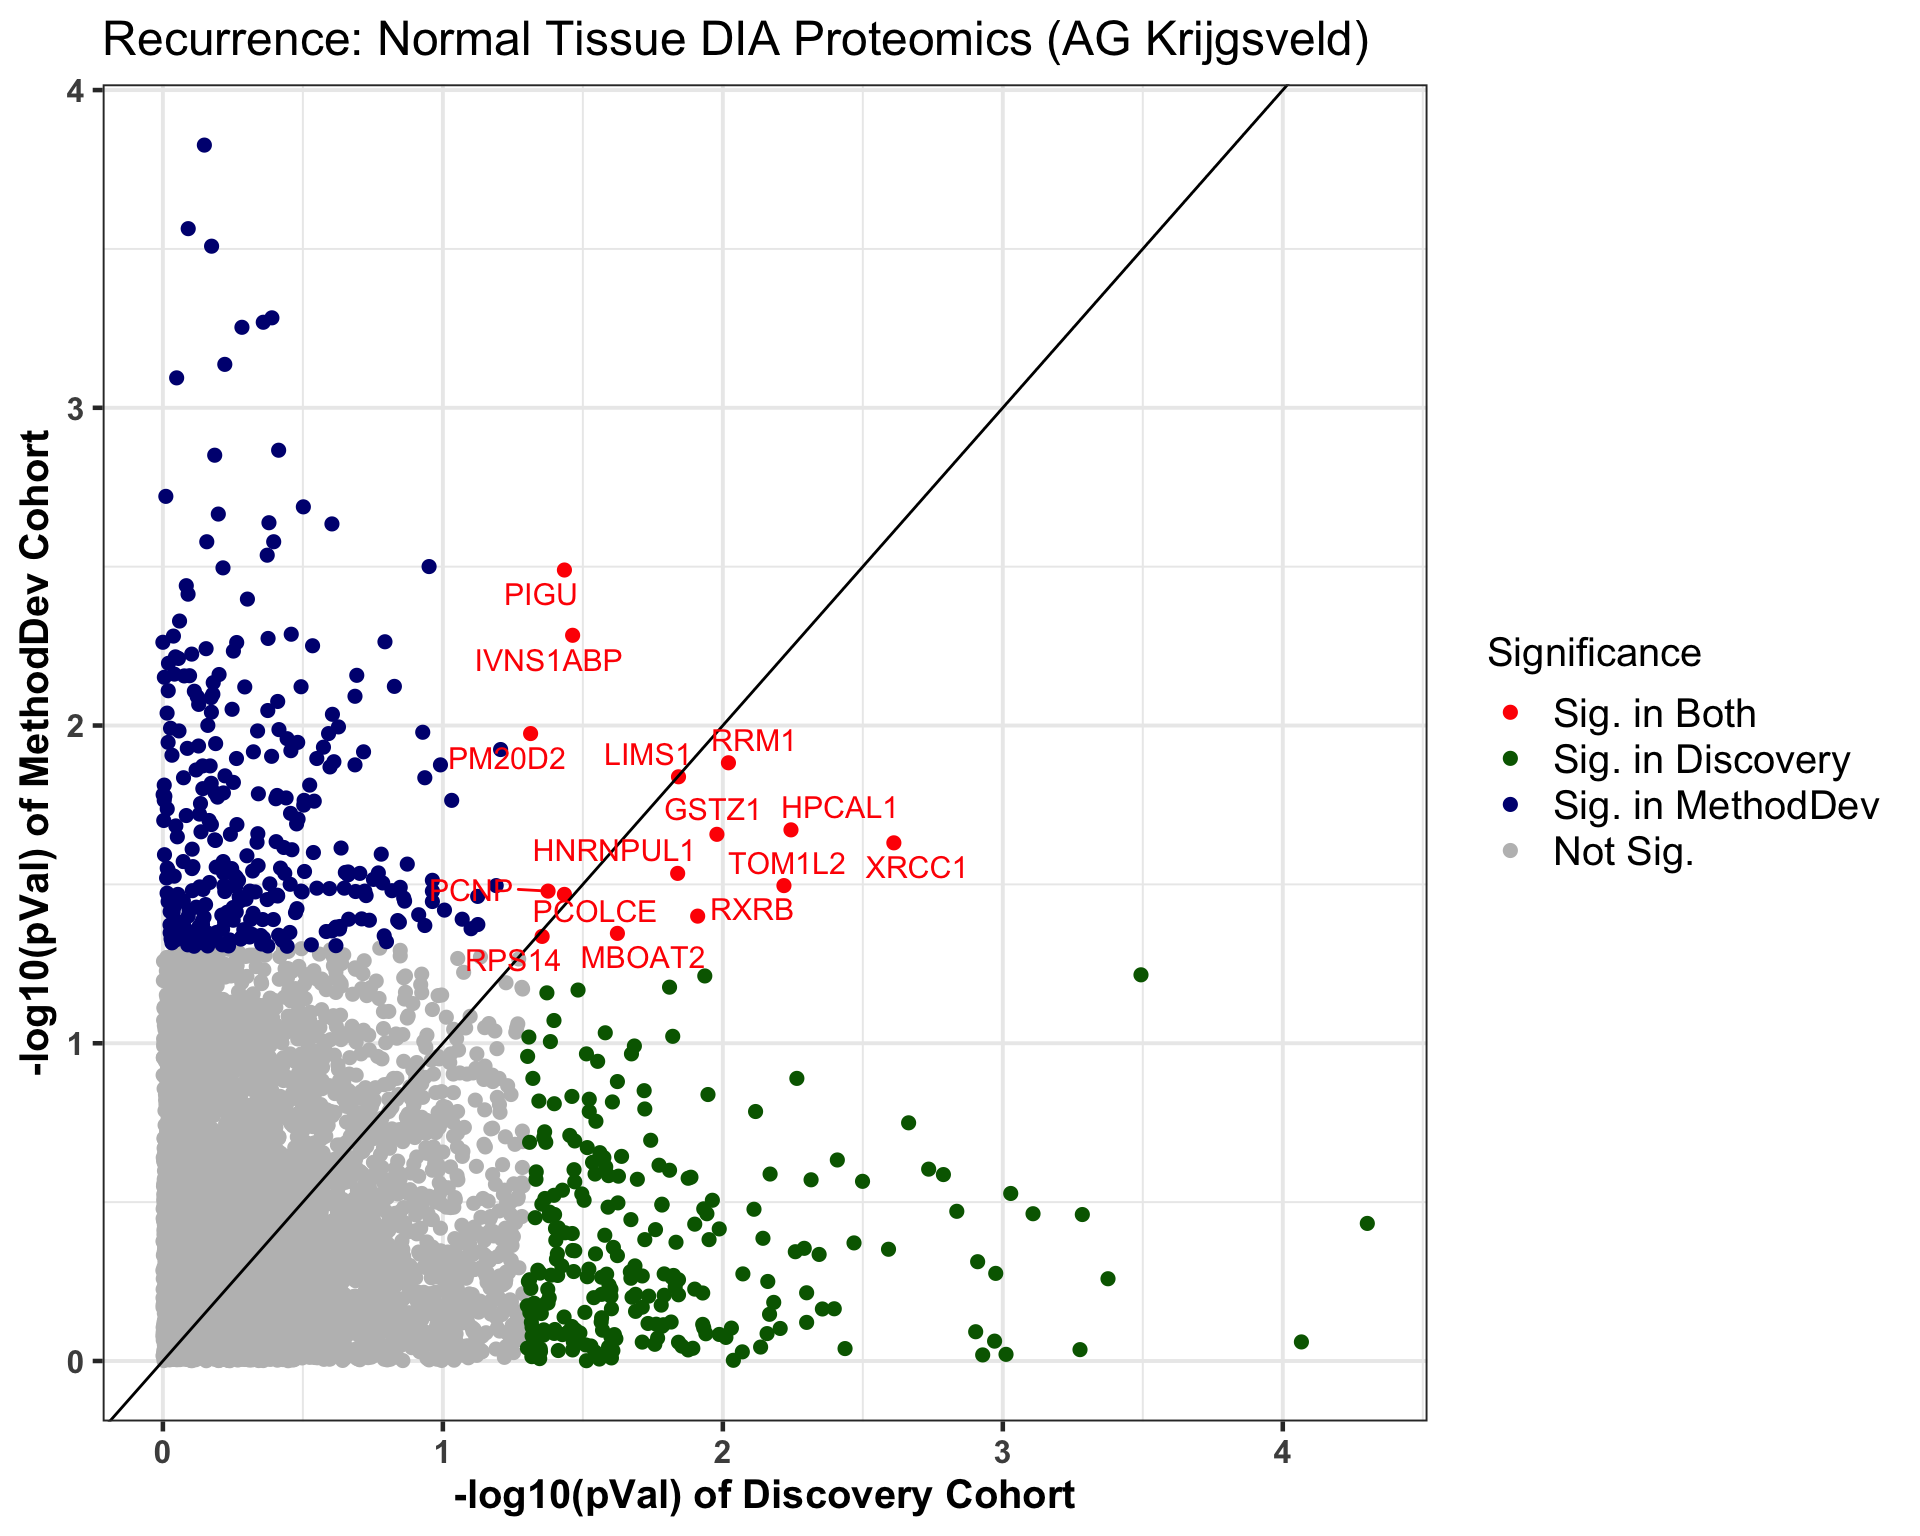 Recurrence: Normal Tissue DIA Proteomics (AG Krijgsveld)
-log10(pVal) of MethodDev Cohort
4
3
2
1
0
PIGU
IVNS1ABP
PM20D2
LIMS1
RRM1
GSTZ1
HPCAL1
HNRNPUL1
TOM1L2
XRCC1
PCNP
PCOLCE
RXRB
RPS14
MBOAT2
0
1
2
3
4
-log10(pVal) of Discovery Cohort
Significance
Sig. in Both
Sig. in Discovery
Sig. in MethodDev
Not Sig.